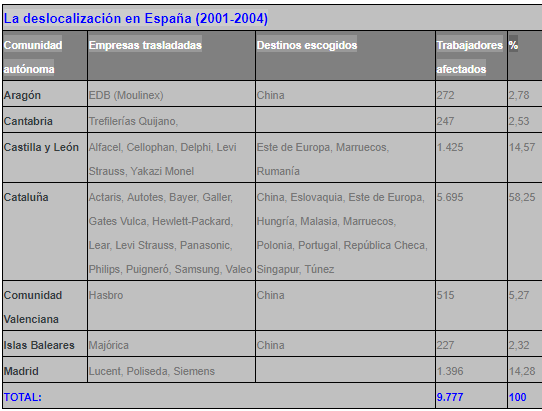 La deslocalización en España (2001-2004)
Comunidad autónoma | Empresas trasladadas | Destinos escogidos | Trabajadores afectados | %
Aragón | EDB (Moulinex) | China | 272 | 2,78
Cantabria | Trefilerías Quijano, | | 247 | 2,53
Castilla y León | Alfacel, Cellophan, Delphi, Levi Strauss, Yakazi Monel | Este de Europa, Marruecos, Rumanía | 1.425 | 14,57
Cataluña | Actaris, Autotes, Bayer, Galler, Gates Vulca, Hewlett-Packard, Lear, Levi Strauss, Panasonic, Philips, Puigneró, Samsung, Valeo | China, Eslovaquia, Este de Europa, Hungría, Malasia, Marruecos, Polonia, Portugal, República Checa, Singapur, Túnez | 5.695 | 58,25
Comunidad Valenciana | Hasbro | China | 515 | 5,27
Islas Baleares | Majórica | China | 227 | 2,32
Madrid | Lucent, Poliseda, Siemens | | 1.396 | 14,28
TOTAL: | | | 9.777 | 100